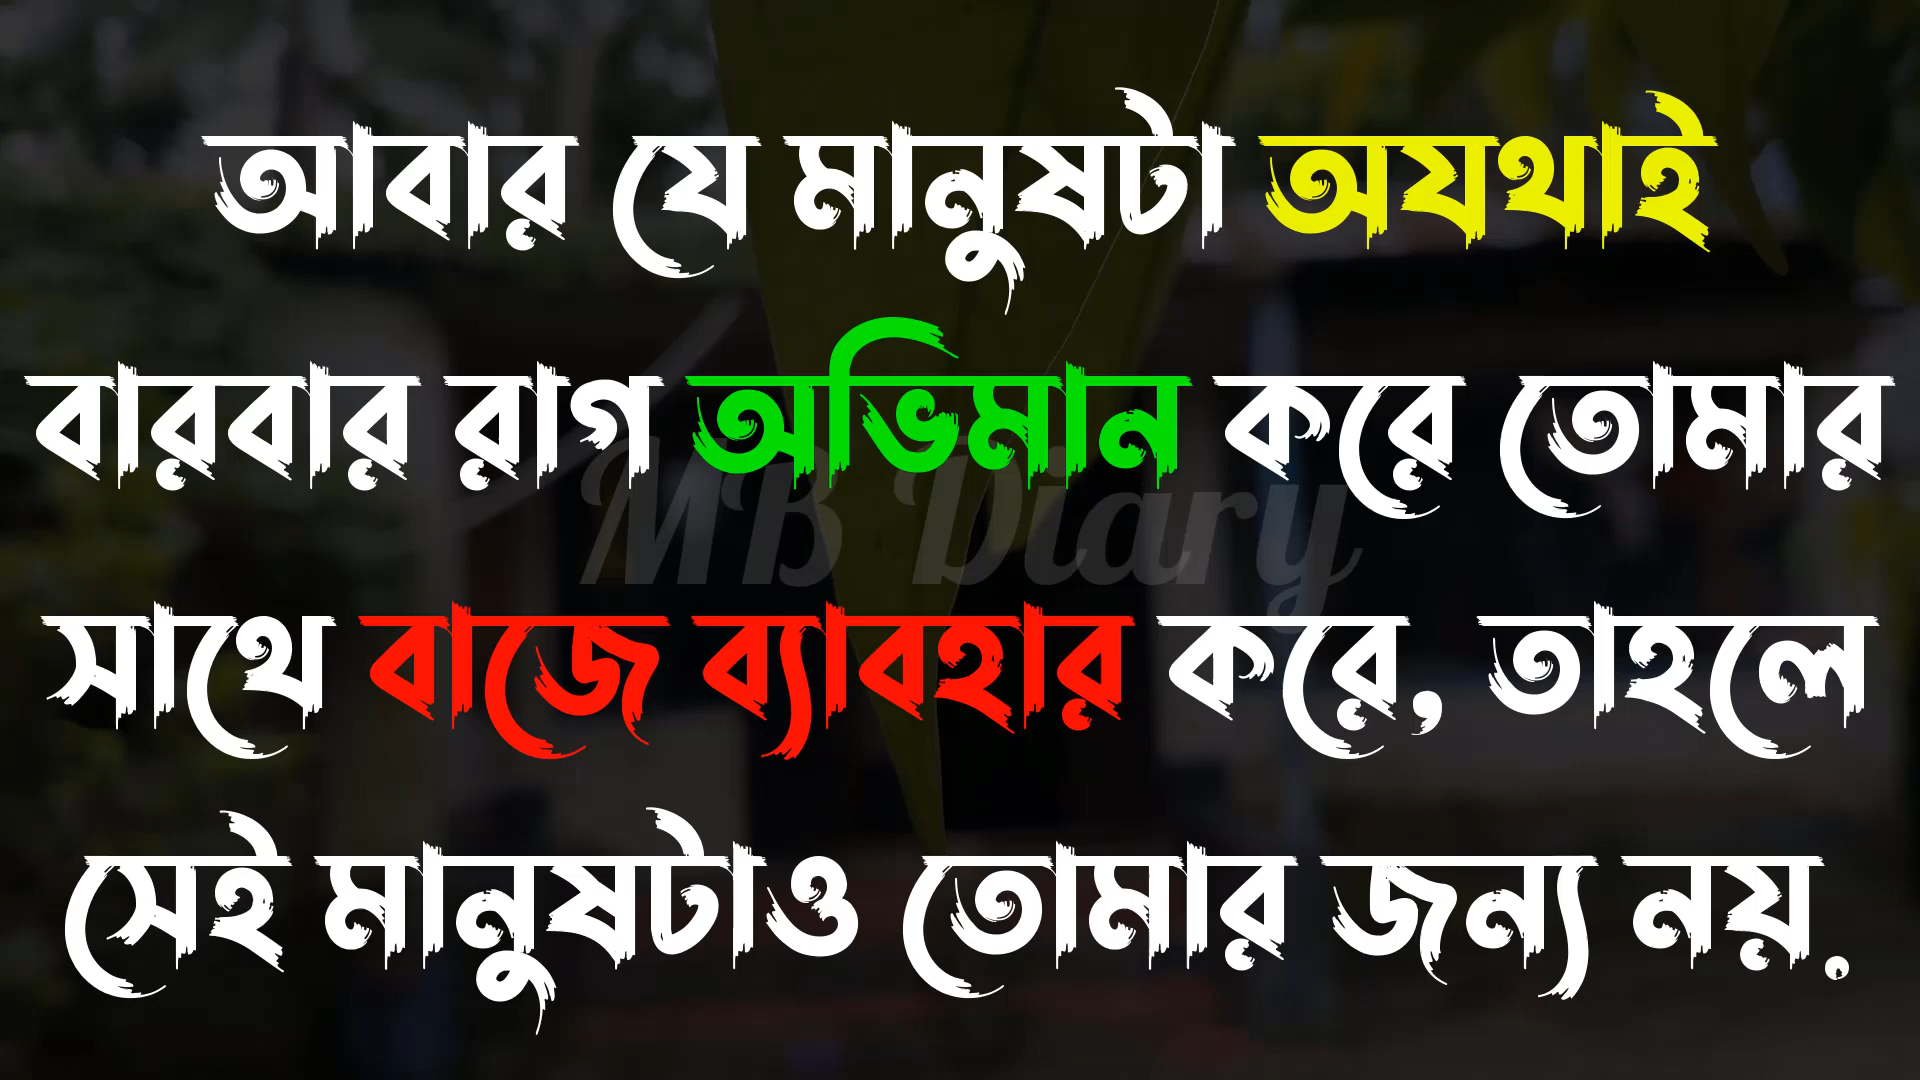 আবার যে মানুষটা অযথাই
বারবার রাগ অভিমান করে তোমার
MB Diary
সাথে বাজে ব্যাবহার করে, তাহলে
সেই মানুষটাও তোমার জন্য নয়.